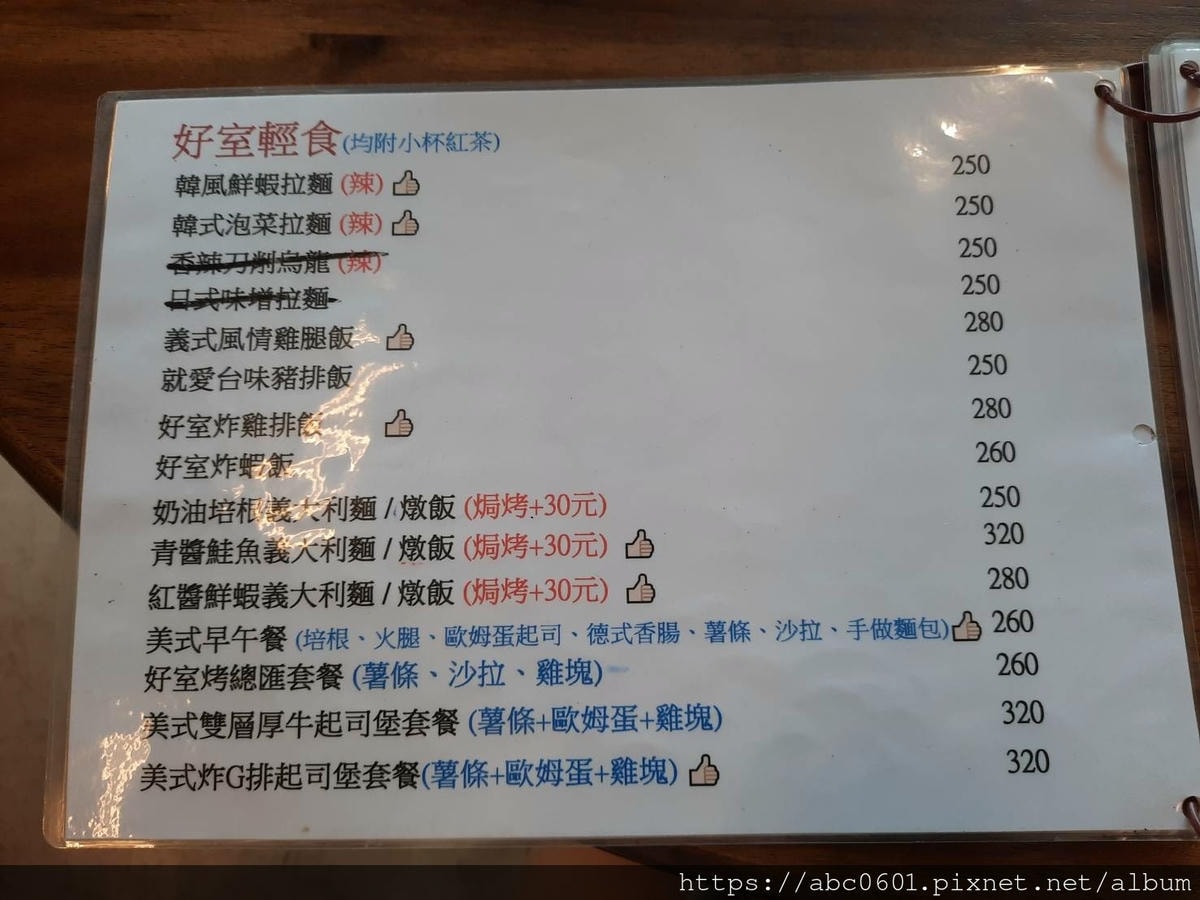 好室輕食(均附小杯紅茶)
韓風鮮蝦拉麵 (辣) 250
韓式泡菜拉麵 (辣) 250
香辣刀削烏龍 (辣) 250
日式味增拉麵 250
義式風情雞腿飯 280
就愛台味豬排飯 250
好室炸雞排飯 280
好室炸蝦飯 260
奶油培根義大利麵 / 燉飯 (焗烤+30元) 250
青醬鮭魚義大利麵 / 燉飯 (焗烤+30元) 320
紅醬鮮蝦義大利麵 / 燉飯 (焗烤+30元) 280
美式早午餐 (培根、火腿、歐姆蛋起司、德式香腸、薯條、沙拉、手做麵包) 260
好室烤總匯套餐 (薯條、沙拉、雞塊) 260
美式雙層厚牛起司堡套餐 (薯條+歐姆蛋+雞塊) 320
美式炸G排起司堡套餐(薯條+歐姆蛋+雞塊) 320
https://abc0601.pixnet.net/album